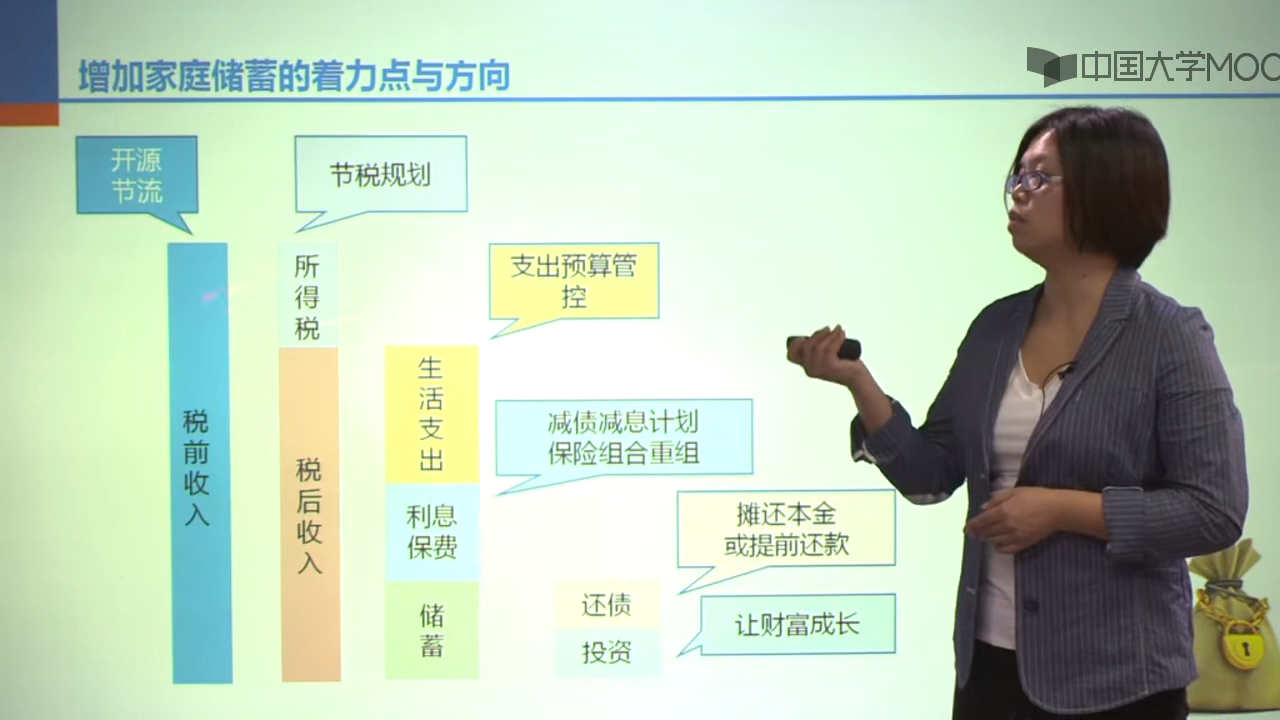 增加家庭储蓄的着力点与方向
中国大学MOO
开源
节流
节税规划
所
得
税
支出预算管
控
税
前
收
入
税
后
收
入
生
活
支
出
减债减息计划
保险组合重组
利息
保费
摊还本金
或提前还款
储
蓄
还债
投资
让财富成长